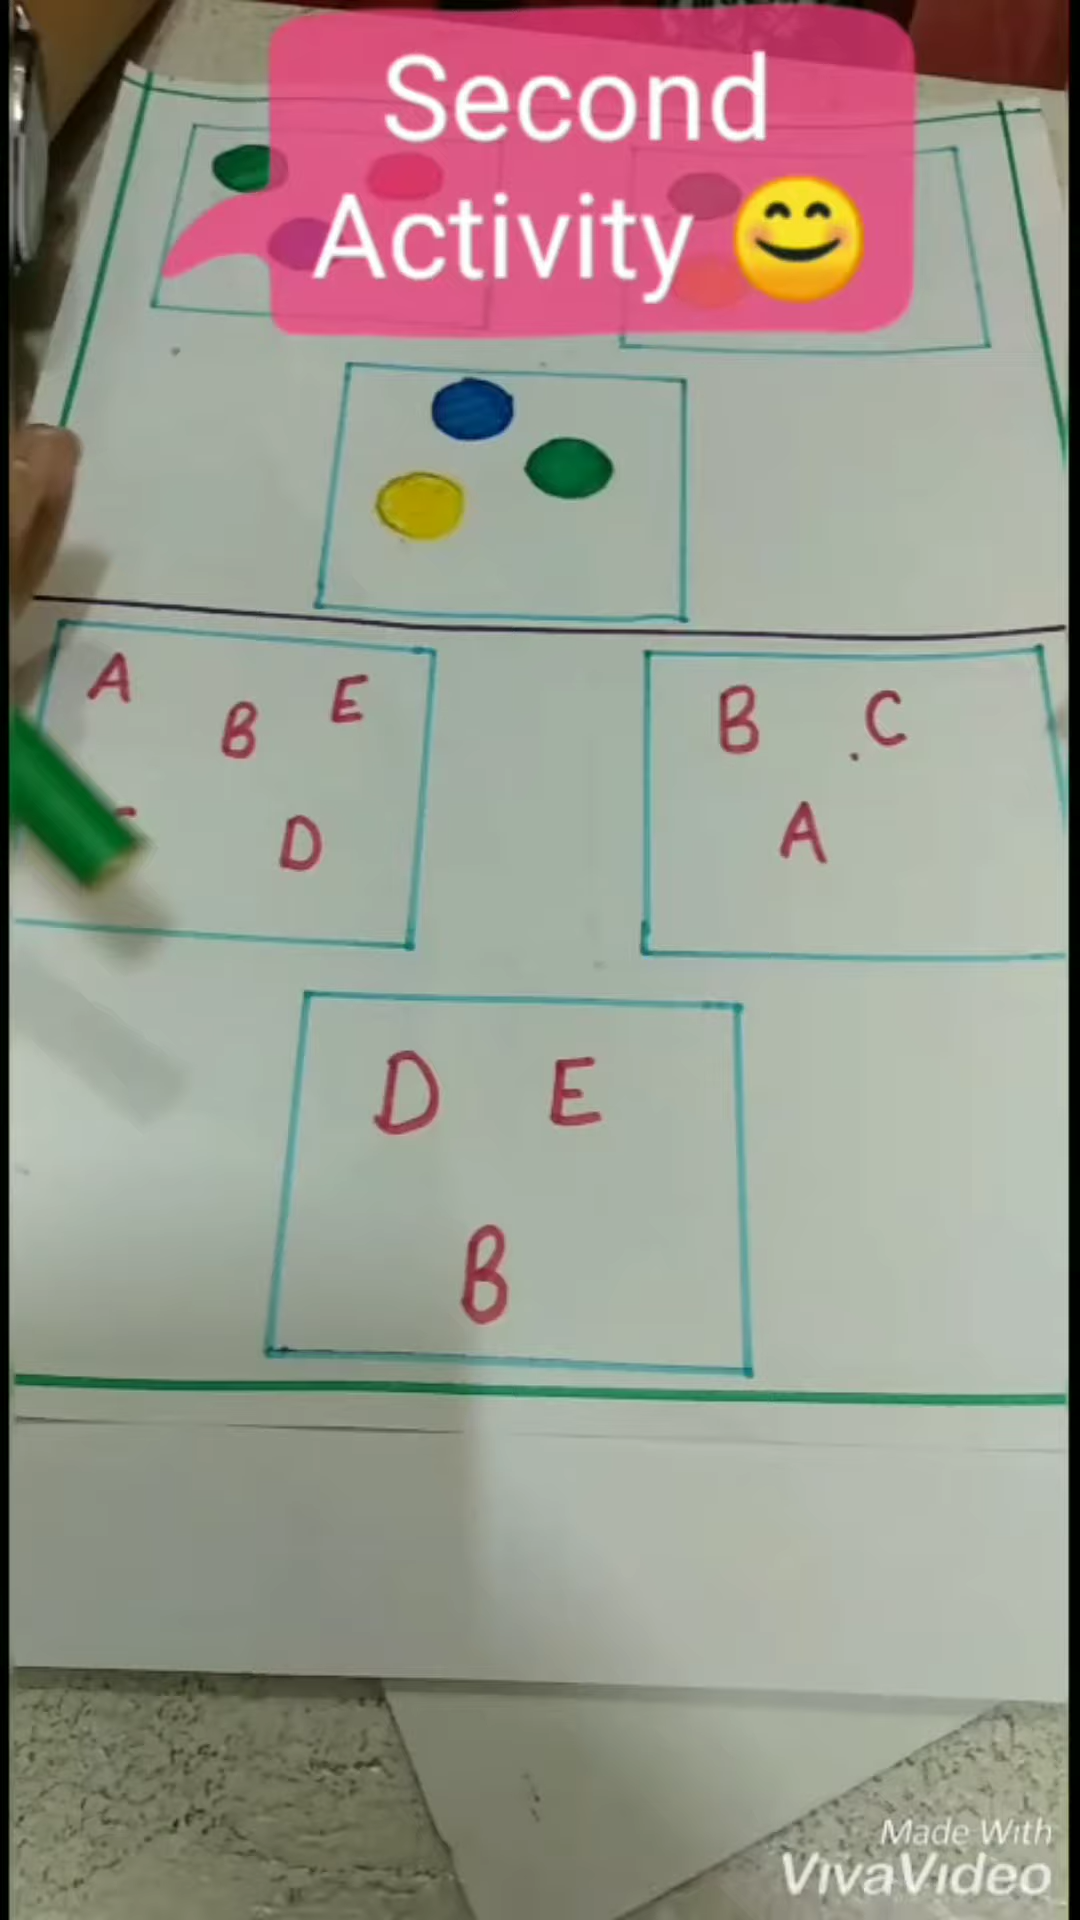 Second
Activity 😊
A B E
D
B C
A
D E
B
Made With
VivaVideo